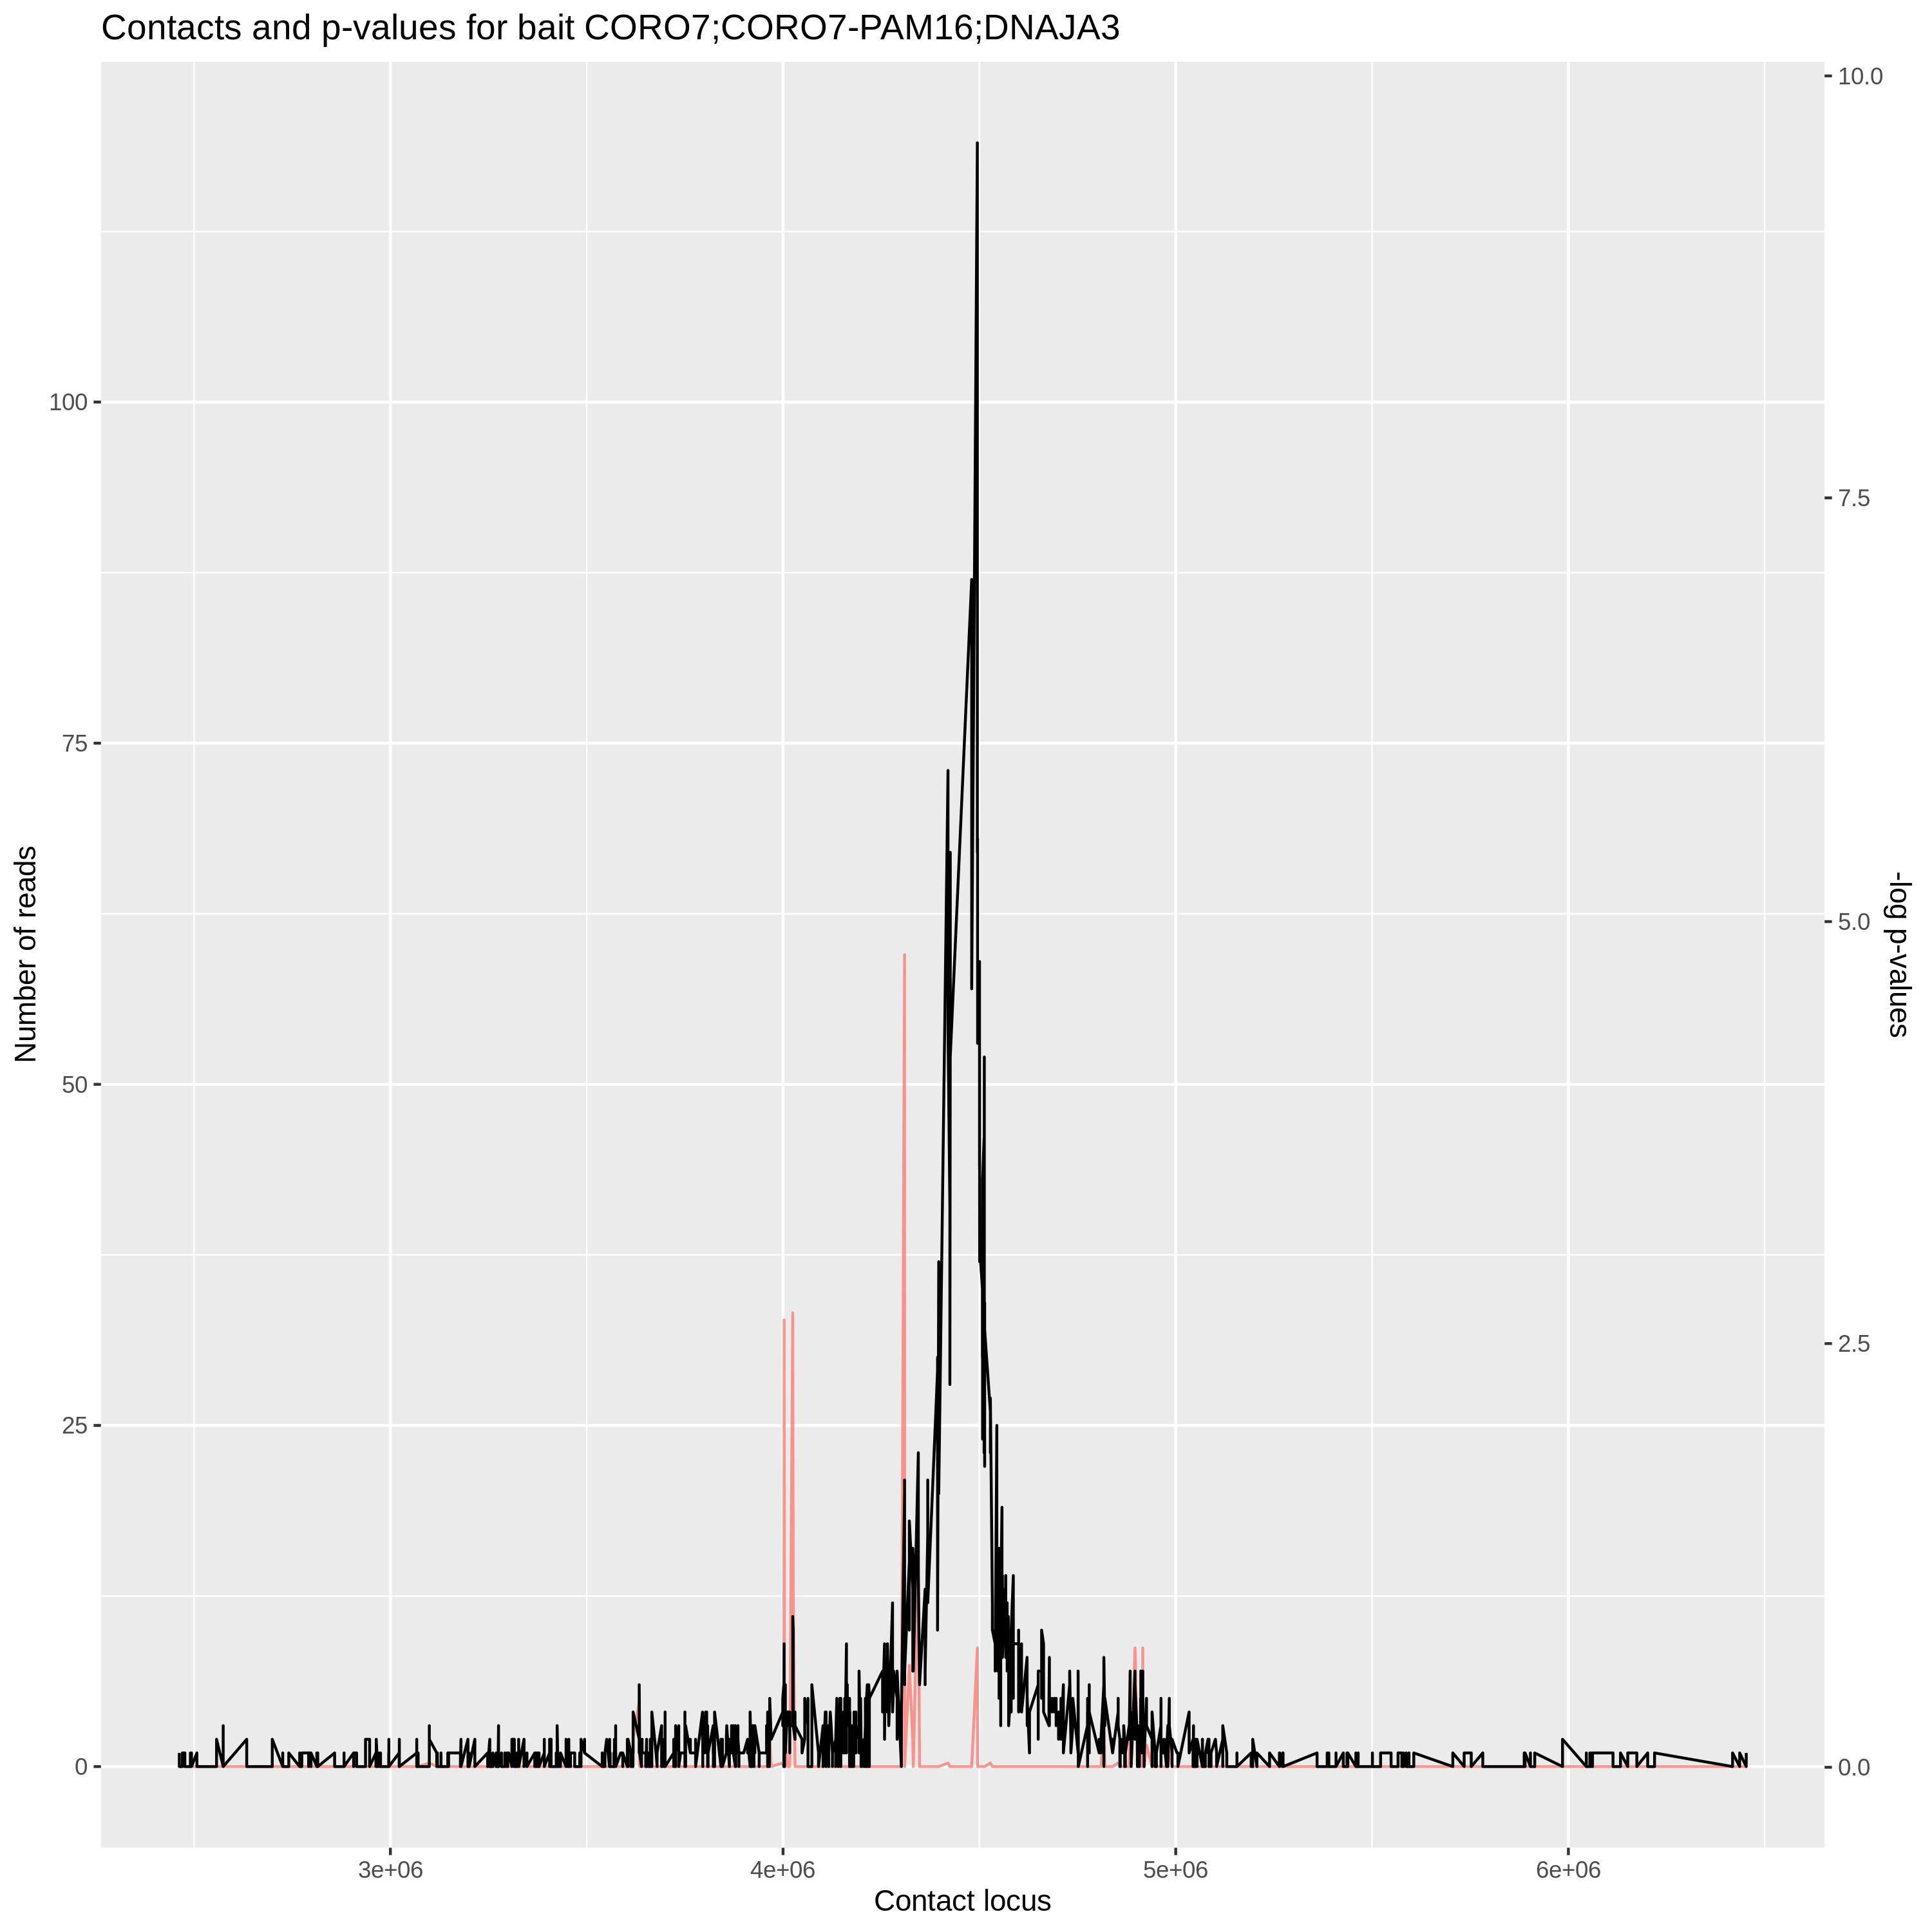 Contacts and p-values for bait CORO7;CORO7-PAM16;DNAJA3
10.0
7.5
5.0
2.5
0.0
-log p-values
100
75
50
25
0
Number of reads
3e+06
4e+06
5e+06
6e+06
Contact locus